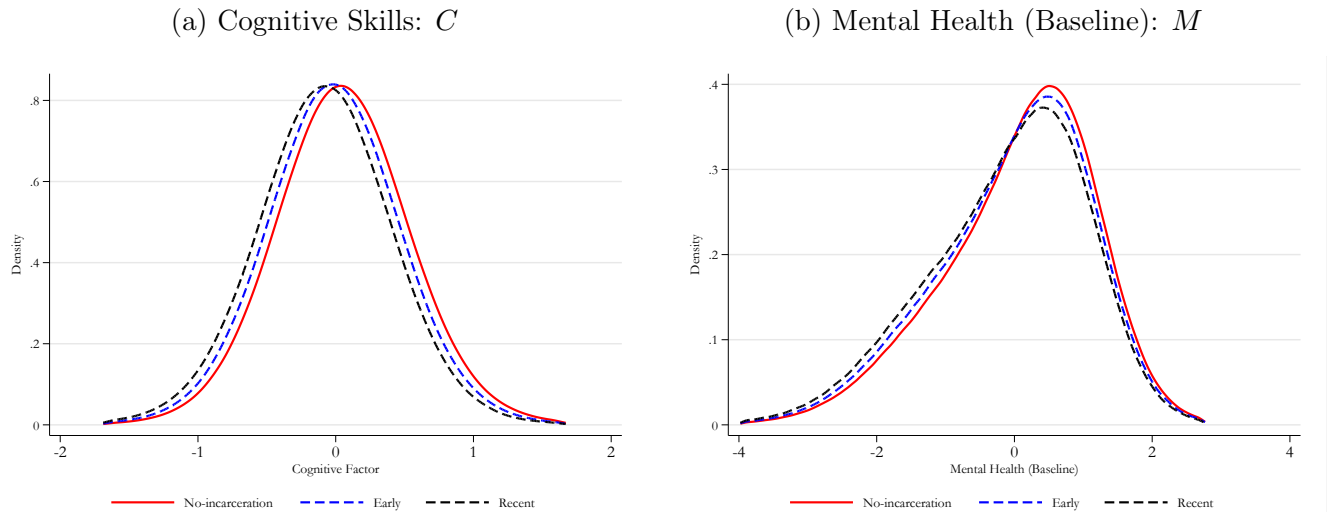 (a) Cognitive Skills: C
.8
.6
.4
.2
0
Density
-2
-1
0
1
2
Cognitive Factor
No-incarceration
Early
Recent
(b) Mental Health (Baseline): M
.4
.3
.2
.1
0
Density
-4
-2
0
2
4
Mental Health (Baseline)
No-incarceration
Early
Recent